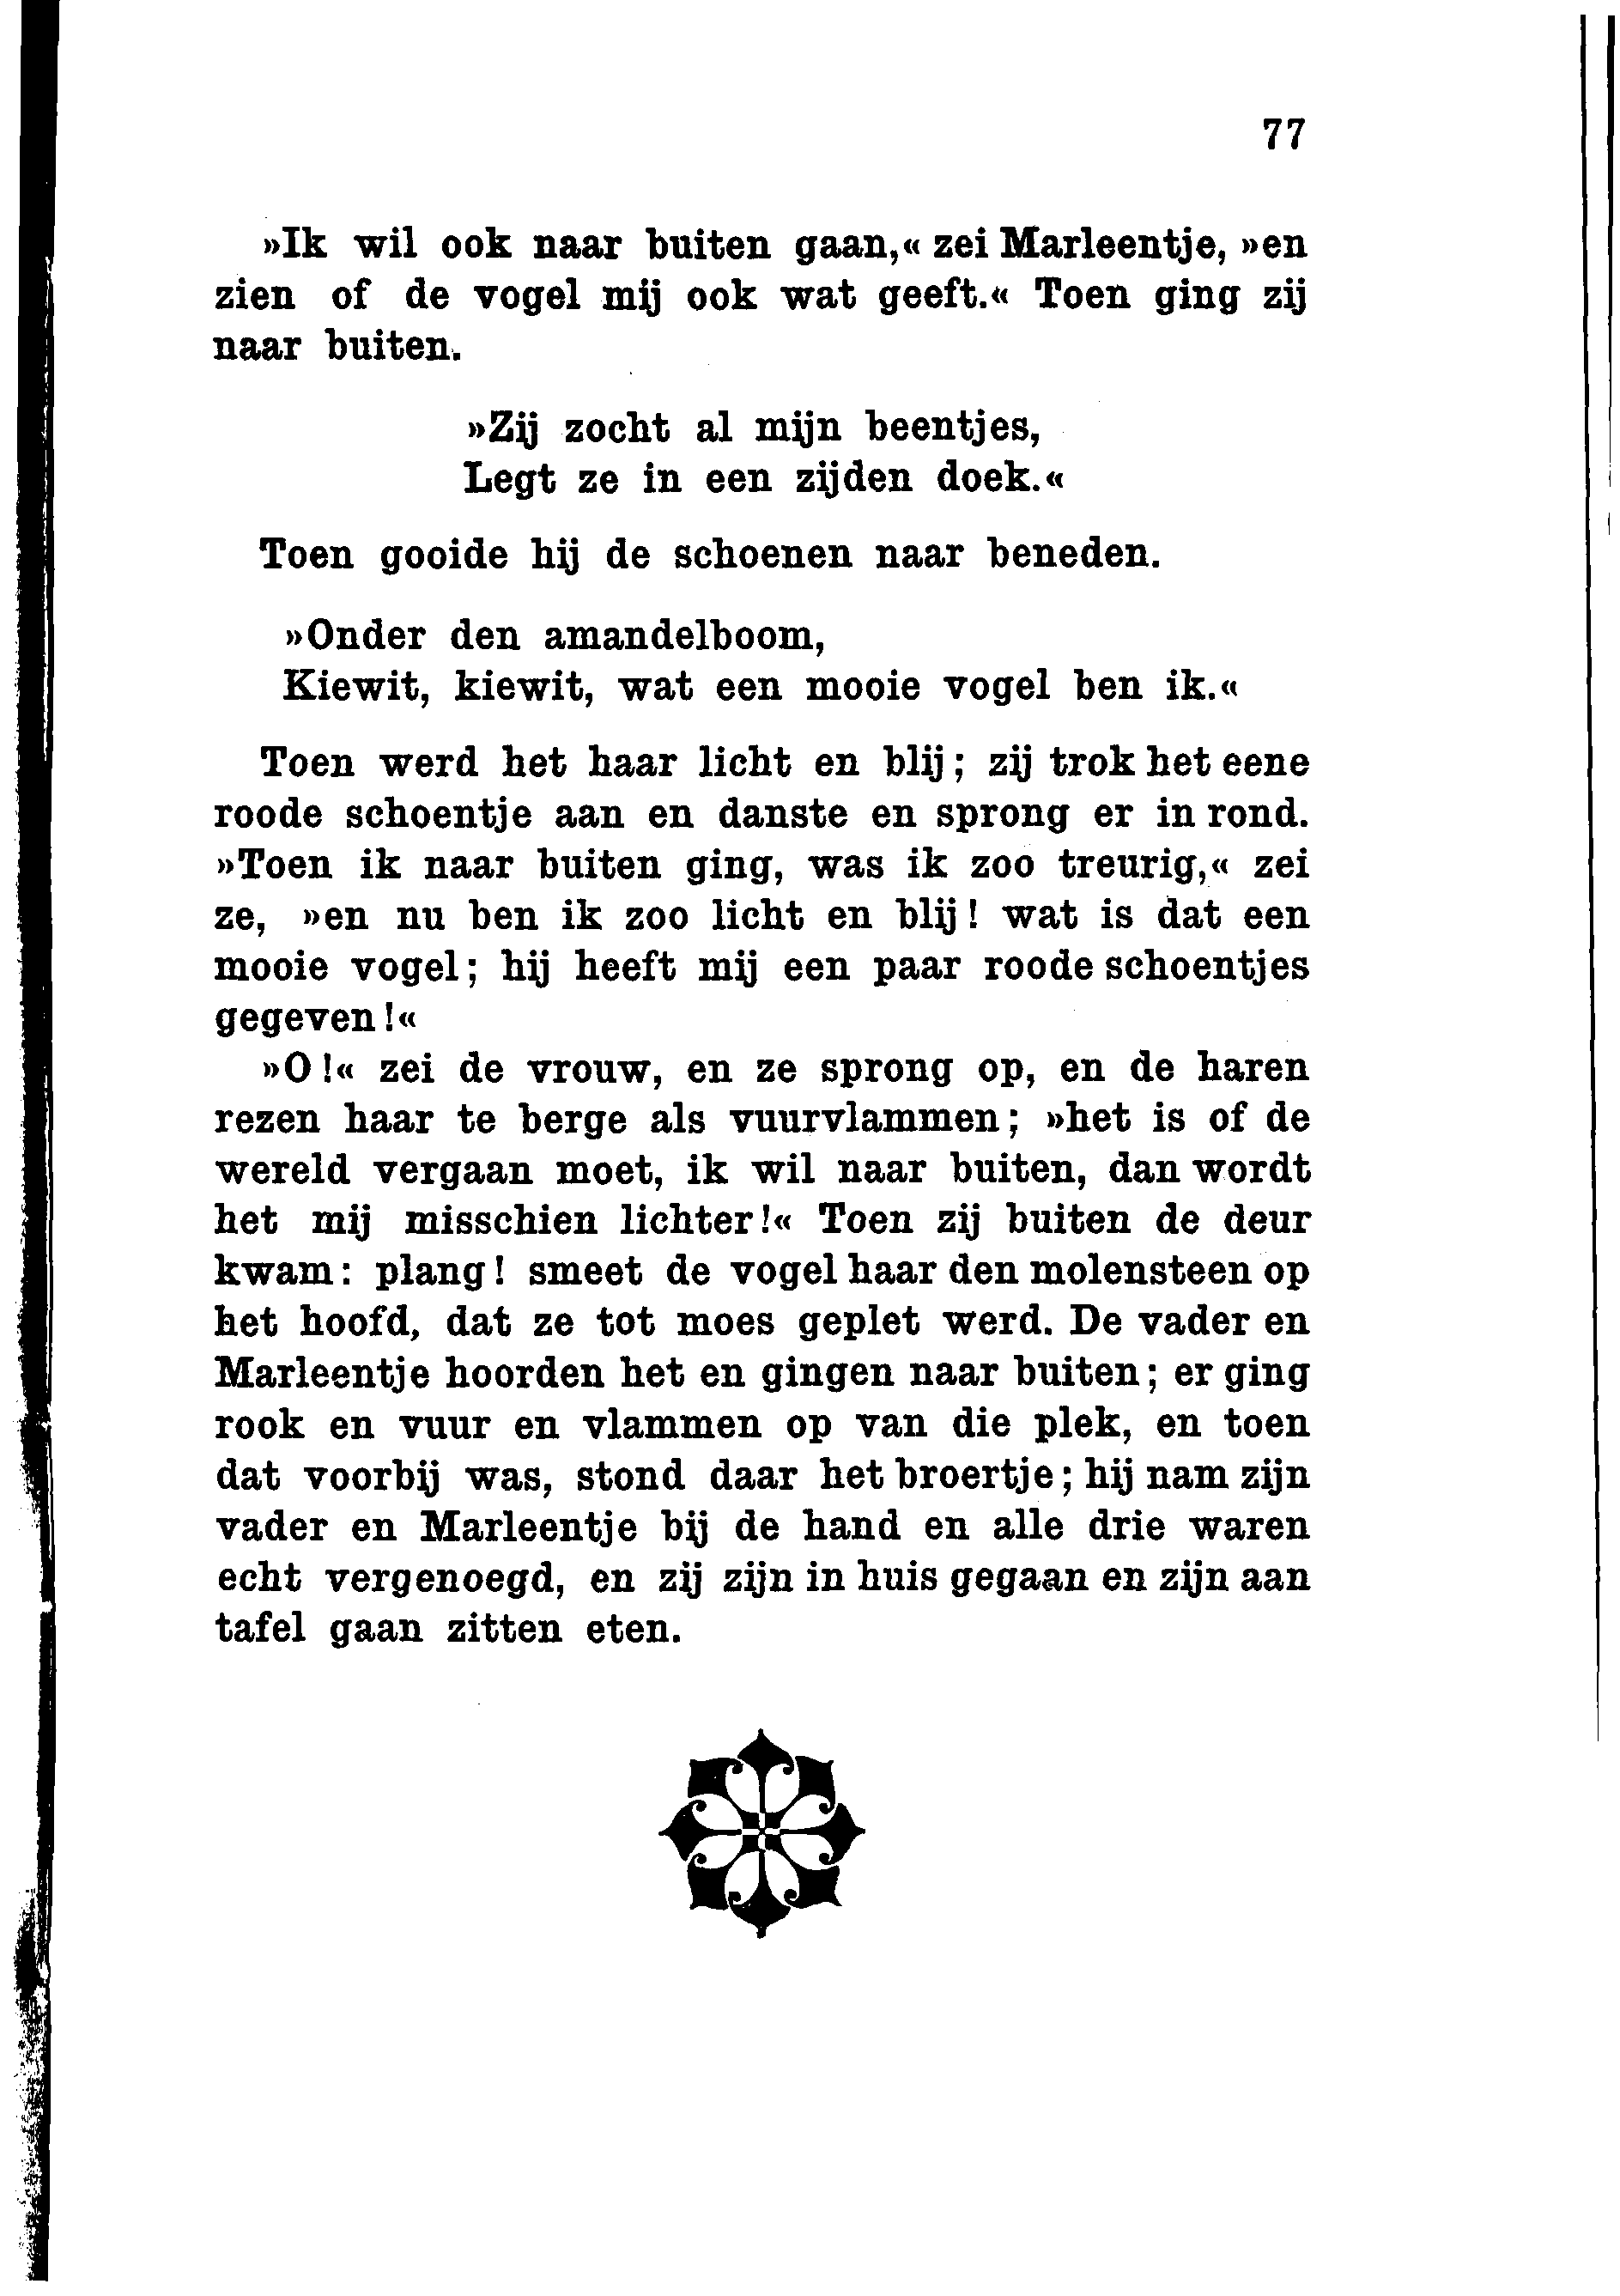 77
»Ik wil ook naar buiten gaan,« zei Marleentje, »en
zien of de vogel mij ook wat geeft.« Toen ging zij
naar buiten.
»Zij zocht al mijn beentjes,
Legt ze in een zijden doek.«
Toen gooide hij de schoenen naar beneden.
»Onder den amandelboom,
Kiewit, kiewit, wat een mooie vogel ben ik.«
Toen werd het haar licht en blij; zij trok het eene
roode schoentje aan en danste en sprong er in rond.
»Toen ik naar buiten ging, was ik zoo treurig,« zei
ze, »en nu ben ik zoo licht en blij! wat is dat een
mooie vogel; hij heeft mij een paar roode schoentjes
gegeven!«
»O!« zei de vrouw, en ze sprong op, en de haren
rezen haar te berge als vuurvlammen; »het is of de
wereld vergaan moet, ik wil naar buiten, dan wordt
het mij misschien lichter!« Toen zij buiten de deur
kwam: plang! smeet de vogel haar den molensteen op
het hoofd, dat ze tot moes geplet werd. De vader en
Marleentje hoorden het en gingen naar buiten; er ging
rook en vuur en vlammen op van die plek, en toen
dat voorbij was, stond daar het broertje; hij nam zijn
vader en Marleentje bij de hand en alle drie waren
echt vergenoegd, en zij zijn in huis gegaan en zijn aan
tafel gaan zitten eten.